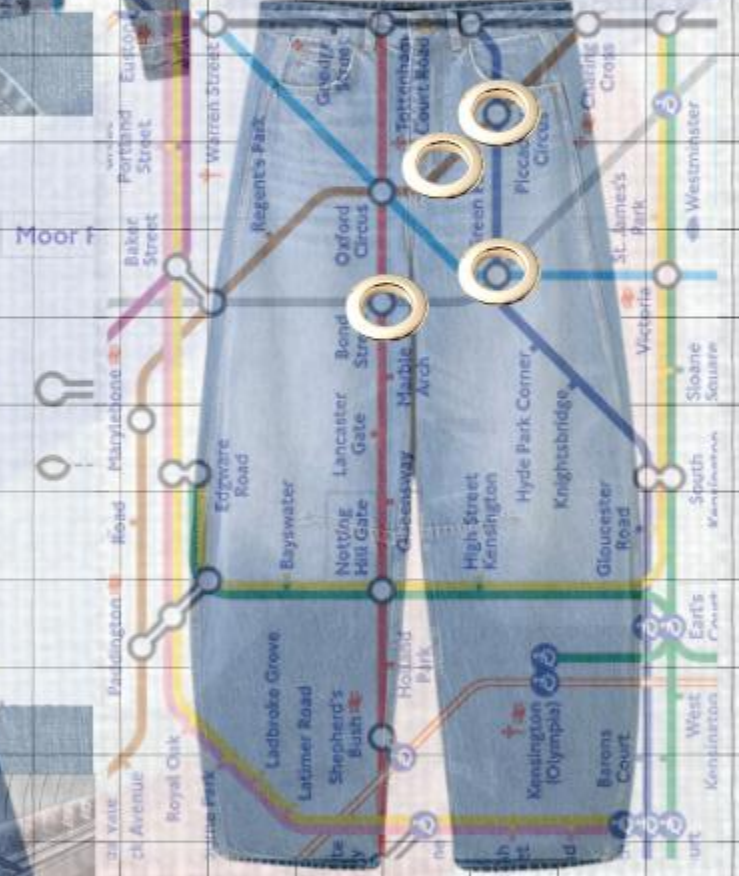 Euston
Warren Street
Goodge
Street
Tottenham
Court Road
Charing
Cross
Portland
Street
Regent's Park
Circus
Westminster
St. James's
Park
Baker
Street
Oxford
Circus
Moor
Victoria
Bond
Marble
Arch
Marylebone
Lancaster
Gate
Hyde Park Corner
Knightsbridge
Sloane
Square
Edgware
Road
Bayswater
Notting
Hill Gate
Queensway
High Street
Kensington
Gloucester
Road
South
Kensington
Road
Paddington
Earl's
Court
Holland
Park
Ladbroke Grove
Latimer Road
Shepherd's
Bush
Kensington
(Olympia)
Barons
Court
West
Kensington
Royal Oak
Avenue
Park